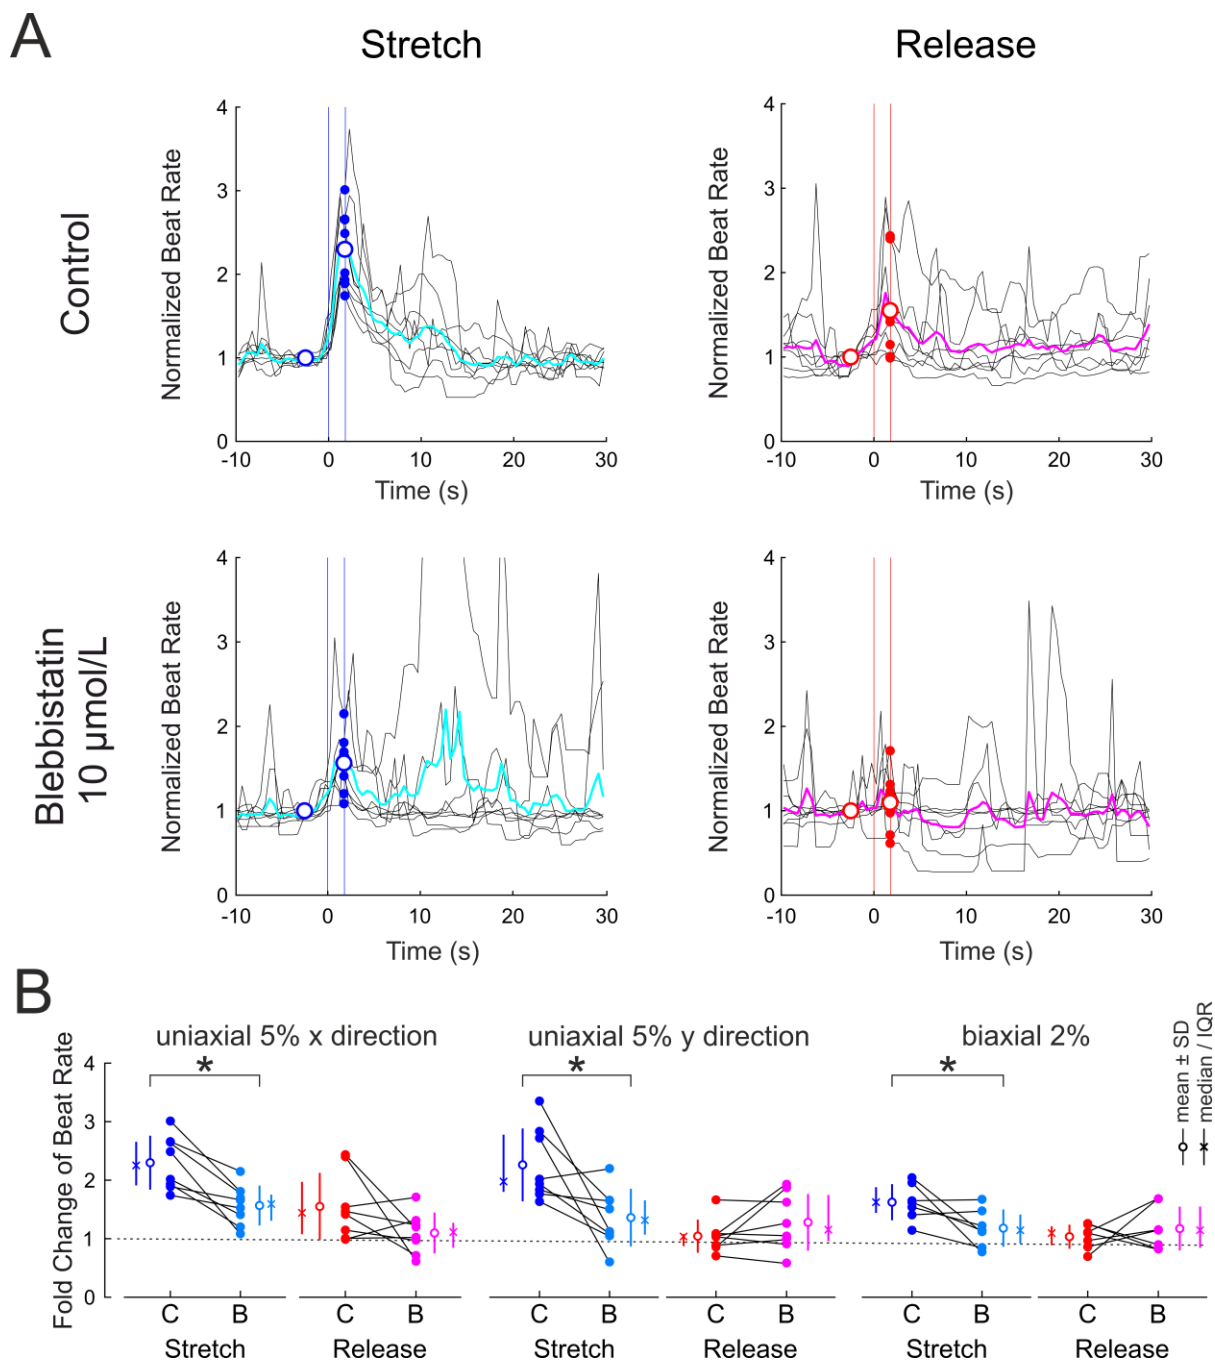 A
Stretch
Release
Control
Normalized Beat Rate
4
3
2
1
0
-10
0
10
20
30
Time (s)
Normalized Beat Rate
4
3
2
1
0
-10
0
10
20
30
Time (s)
Blebbistatin
10 µmol/L
Normalized Beat Rate
4
3
2
1
0
-10
0
10
20
30
Time (s)
Normalized Beat Rate
4
3
2
1
0
-10
0
10
20
30
Time (s)
B
uniaxial 5% x direction
uniaxial 5% y direction
biaxial 2%
mean ± SD
median / IQR
Fold Change of Beat Rate
4
3
2
1
0
*
*
*
C B C B C B C B C B C B
Stretch Release Stretch Release Stretch Release